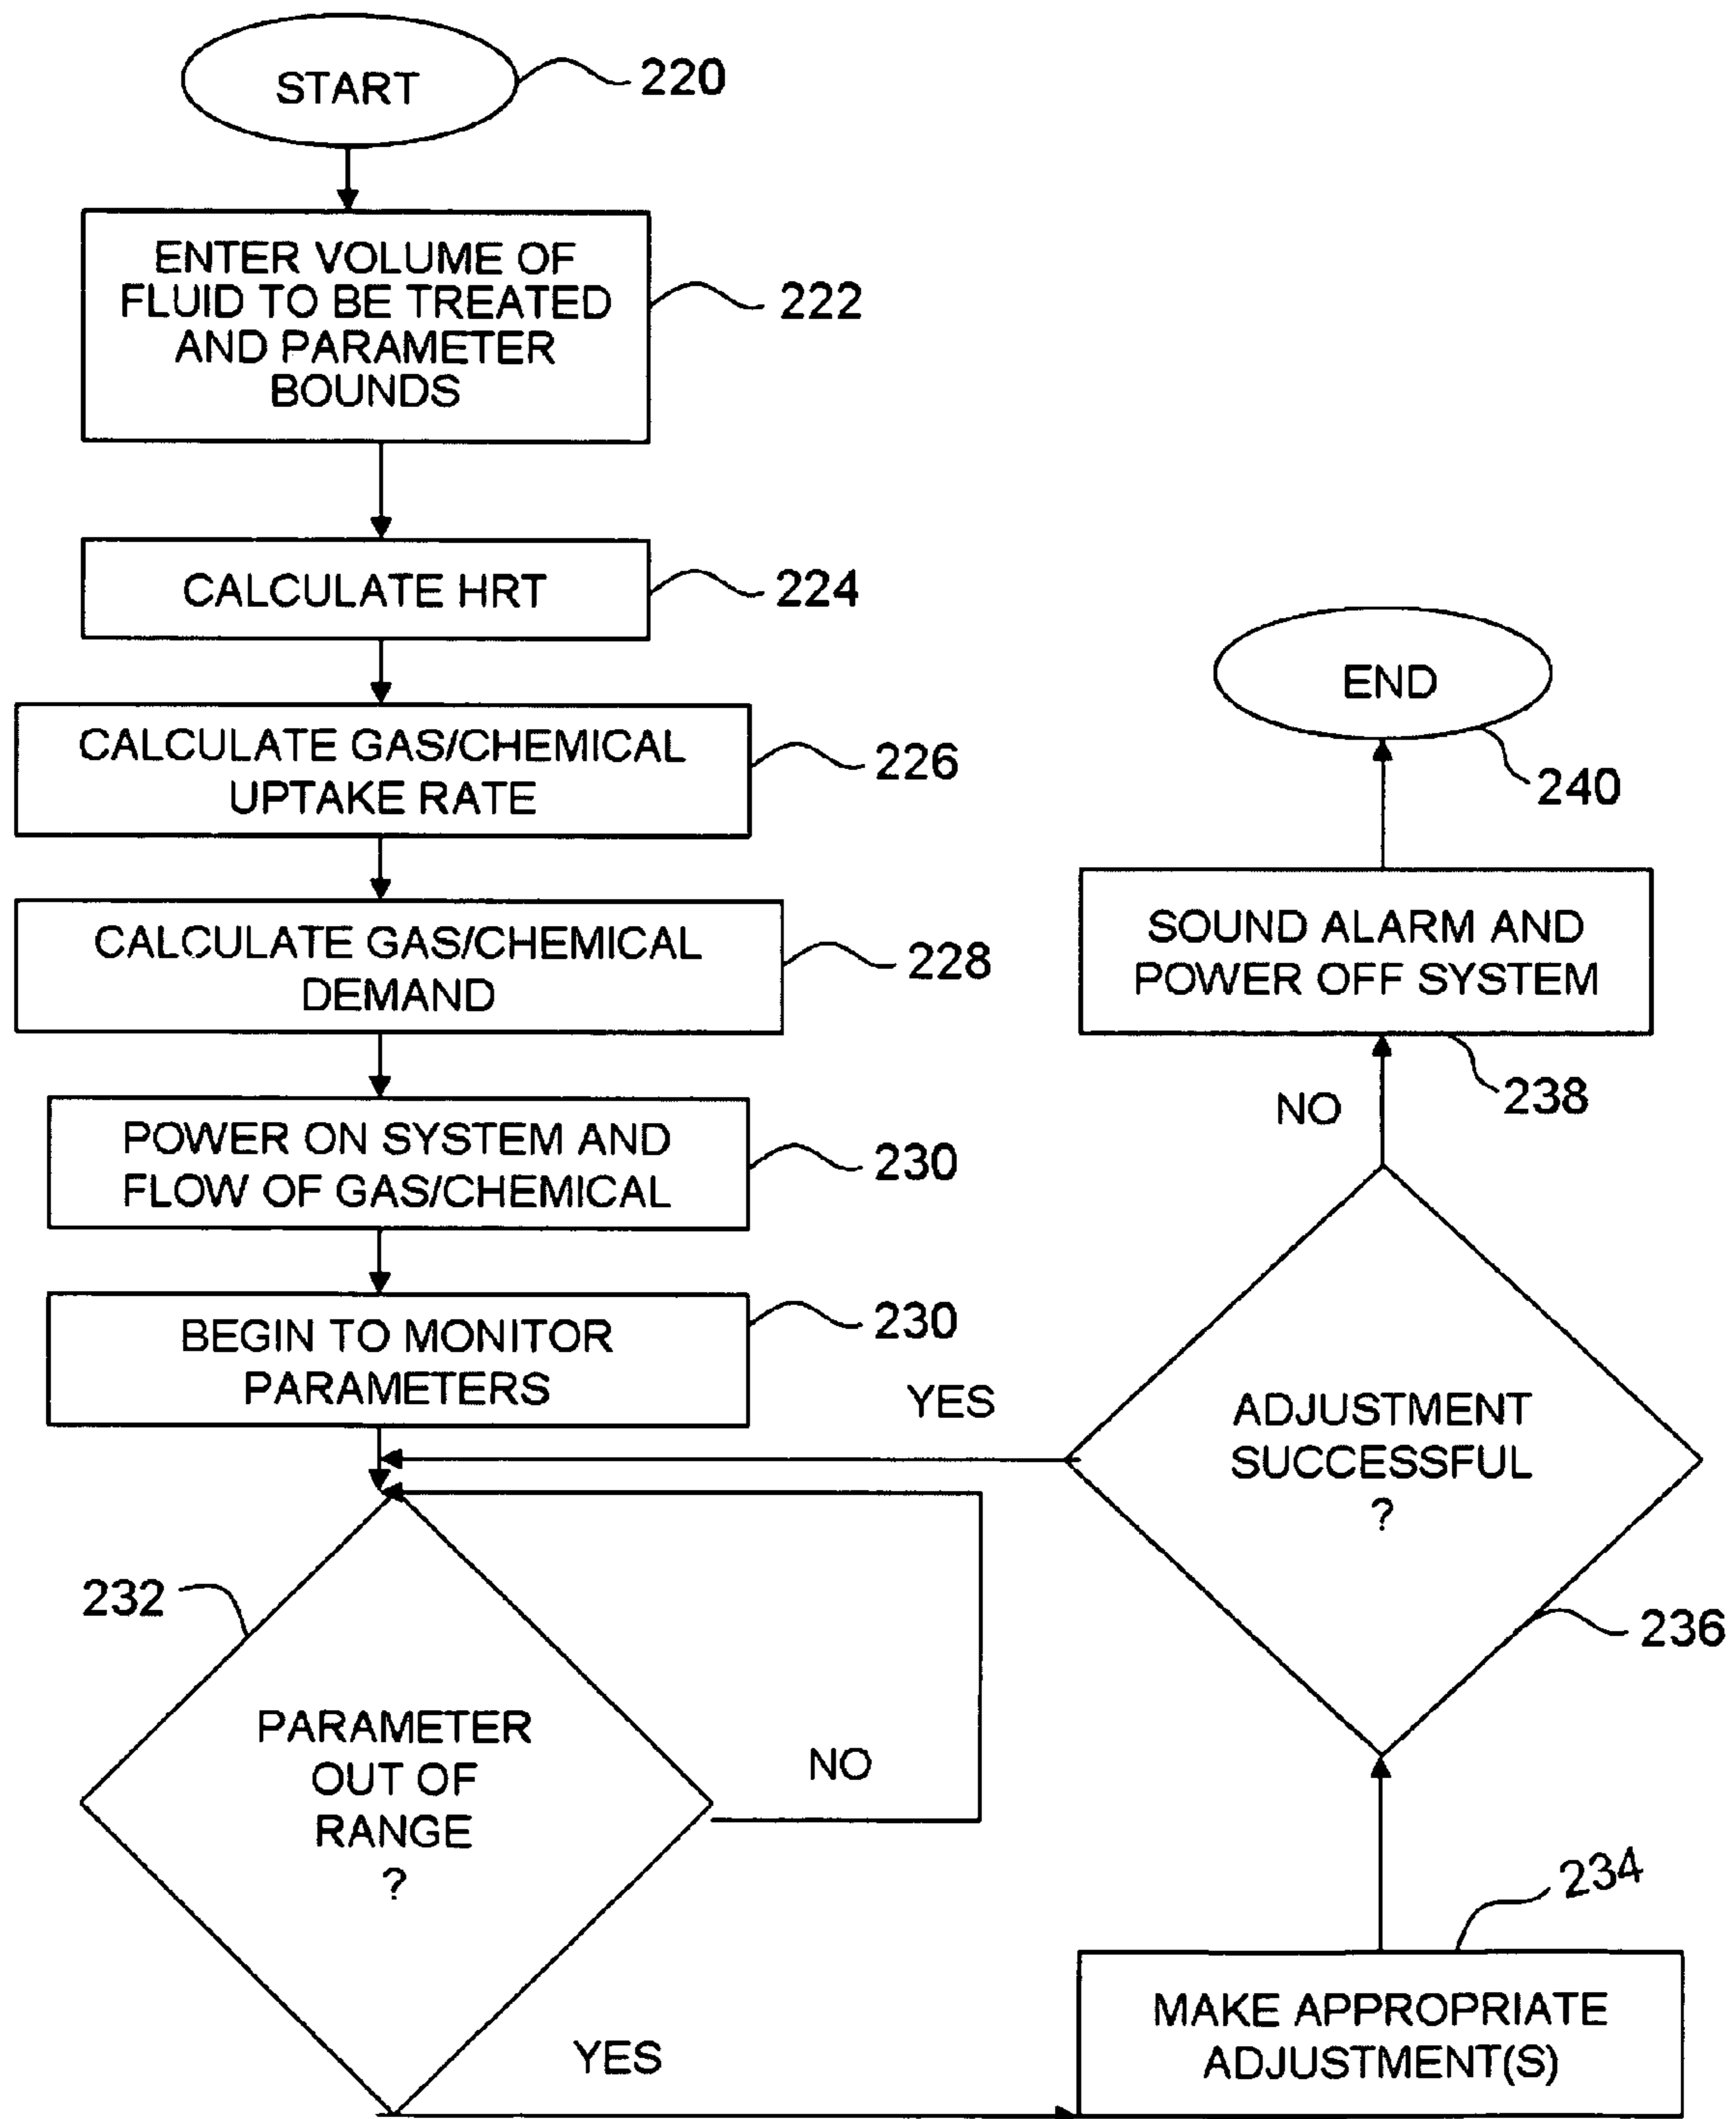 START
220
ENTER VOLUME OF
FLUID TO BE TREATED
AND PARAMETER
BOUNDS
222
CALCULATE HRT
224
CALCULATE GAS/CHEMICAL
UPTAKE RATE
226
CALCULATE GAS/CHEMICAL
DEMAND
228
POWER ON SYSTEM AND
FLOW OF GAS/CHEMICAL
230
BEGIN TO MONITOR
PARAMETERS
230
232
PARAMETER
OUT OF
RANGE
?
NO
YES
MAKE APPROPRIATE
ADJUSTMENT(S)
234
ADJUSTMENT
SUCCESSFUL
?
236
YES
NO
SOUND ALARM AND
POWER OFF SYSTEM
238
END
240